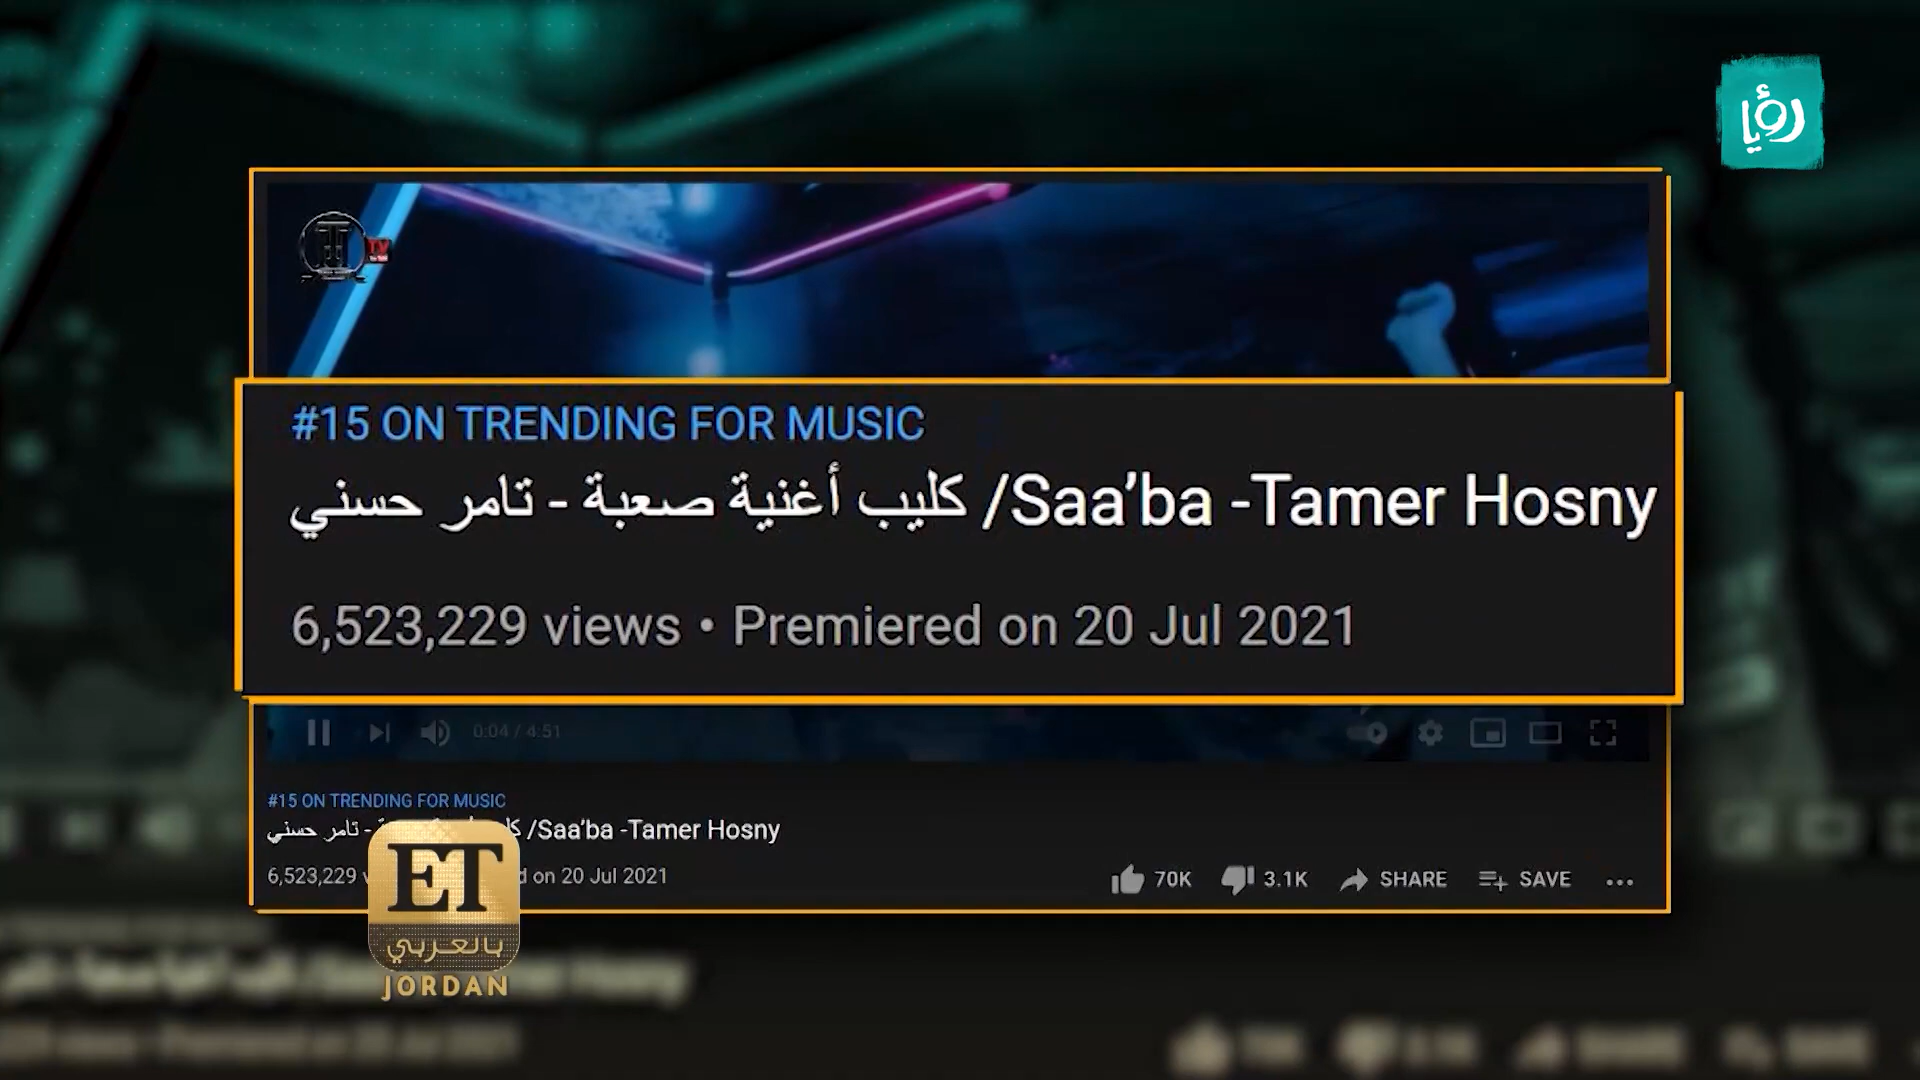 رؤيا
TV
#15 ON TRENDING FOR MUSIC
كليب أغنية صعبة - تامر حسني /Saa’ba -Tamer Hosny
6,523,229 views • Premiered on 20 Jul 2021
0:04 / 4:51
#15 ON TRENDING FOR MUSIC
تامر حسني /Saa’ba -Tamer Hosny
6,523,229 on 20 Jul 2021
70K 3.1K SHARE SAVE
ET
بالعربي
JORDAN